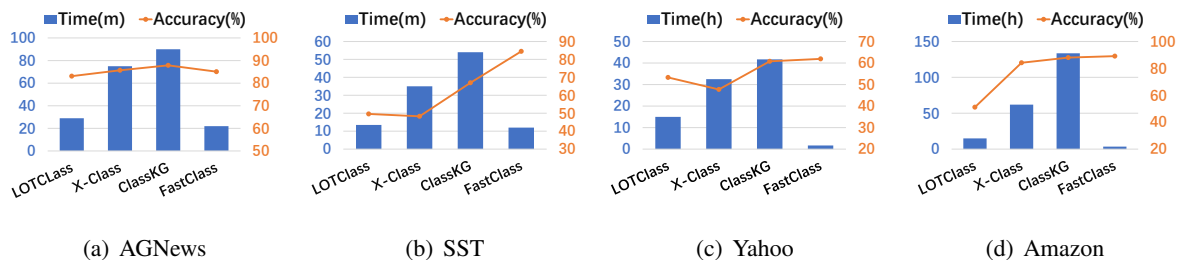 Time(m) Accuracy(%)
100 100
80 90
60 80
40 70
20 60
0 50
LOTCLass X-Class ClassKG FastClass
(a) AGNews
Time(m) Accuracy(%)
60 90
50 80
40 70
30 60
20 50
10 40
0 30
LOTClass X-Class ClassKG FastClass
(b) SST
Time(h) Accuracy(%)
50 70
40 60
30 50
20 40
10 30
0 20
LOTClass X-Class ClassKG FastClass
(c) Yahoo
Time(h) Accuracy(%)
150 100
100 80
60
50 40
0 20
LOTClass X-Class ClassKG FastClass
(d) Amazon